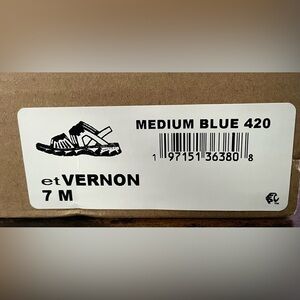 MEDIUM BLUE 420
1 97151 36380 8
etVERNON
7 M